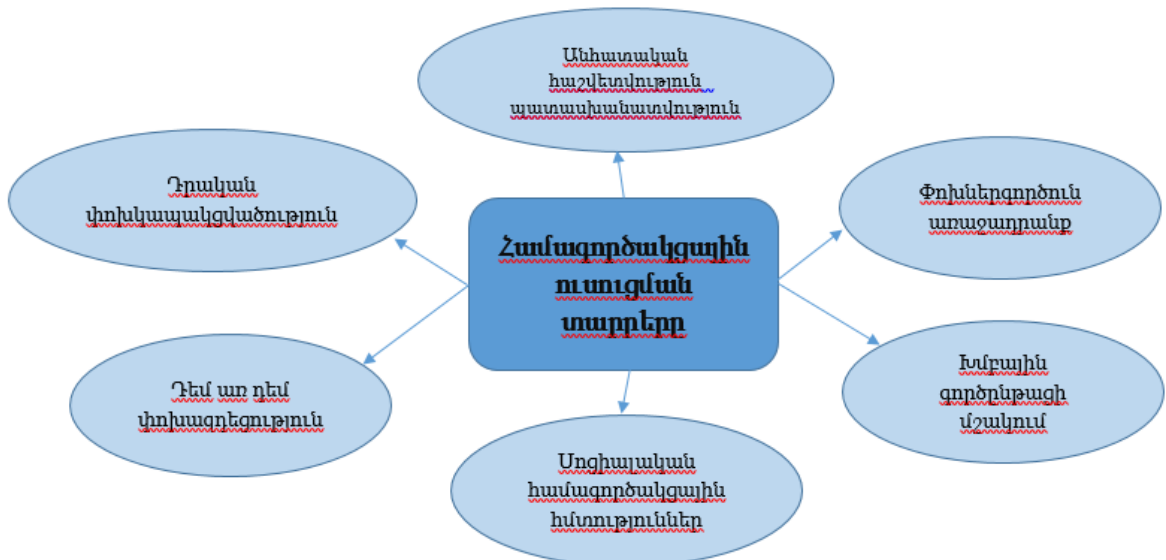 Անհատական
հաշվետվություն
պատասխանատվություն
Դրական
փոխկապակցվածություն
Փոխներգործուն
առաջադրանք
Համագործակցային
ուսուցման
տարրերը
Դեմ առ դեմ
փոխազդեցություն
Խմբային
գործընթացի
մշակում
Սոցիալական
համագործակցային
հմտություններ